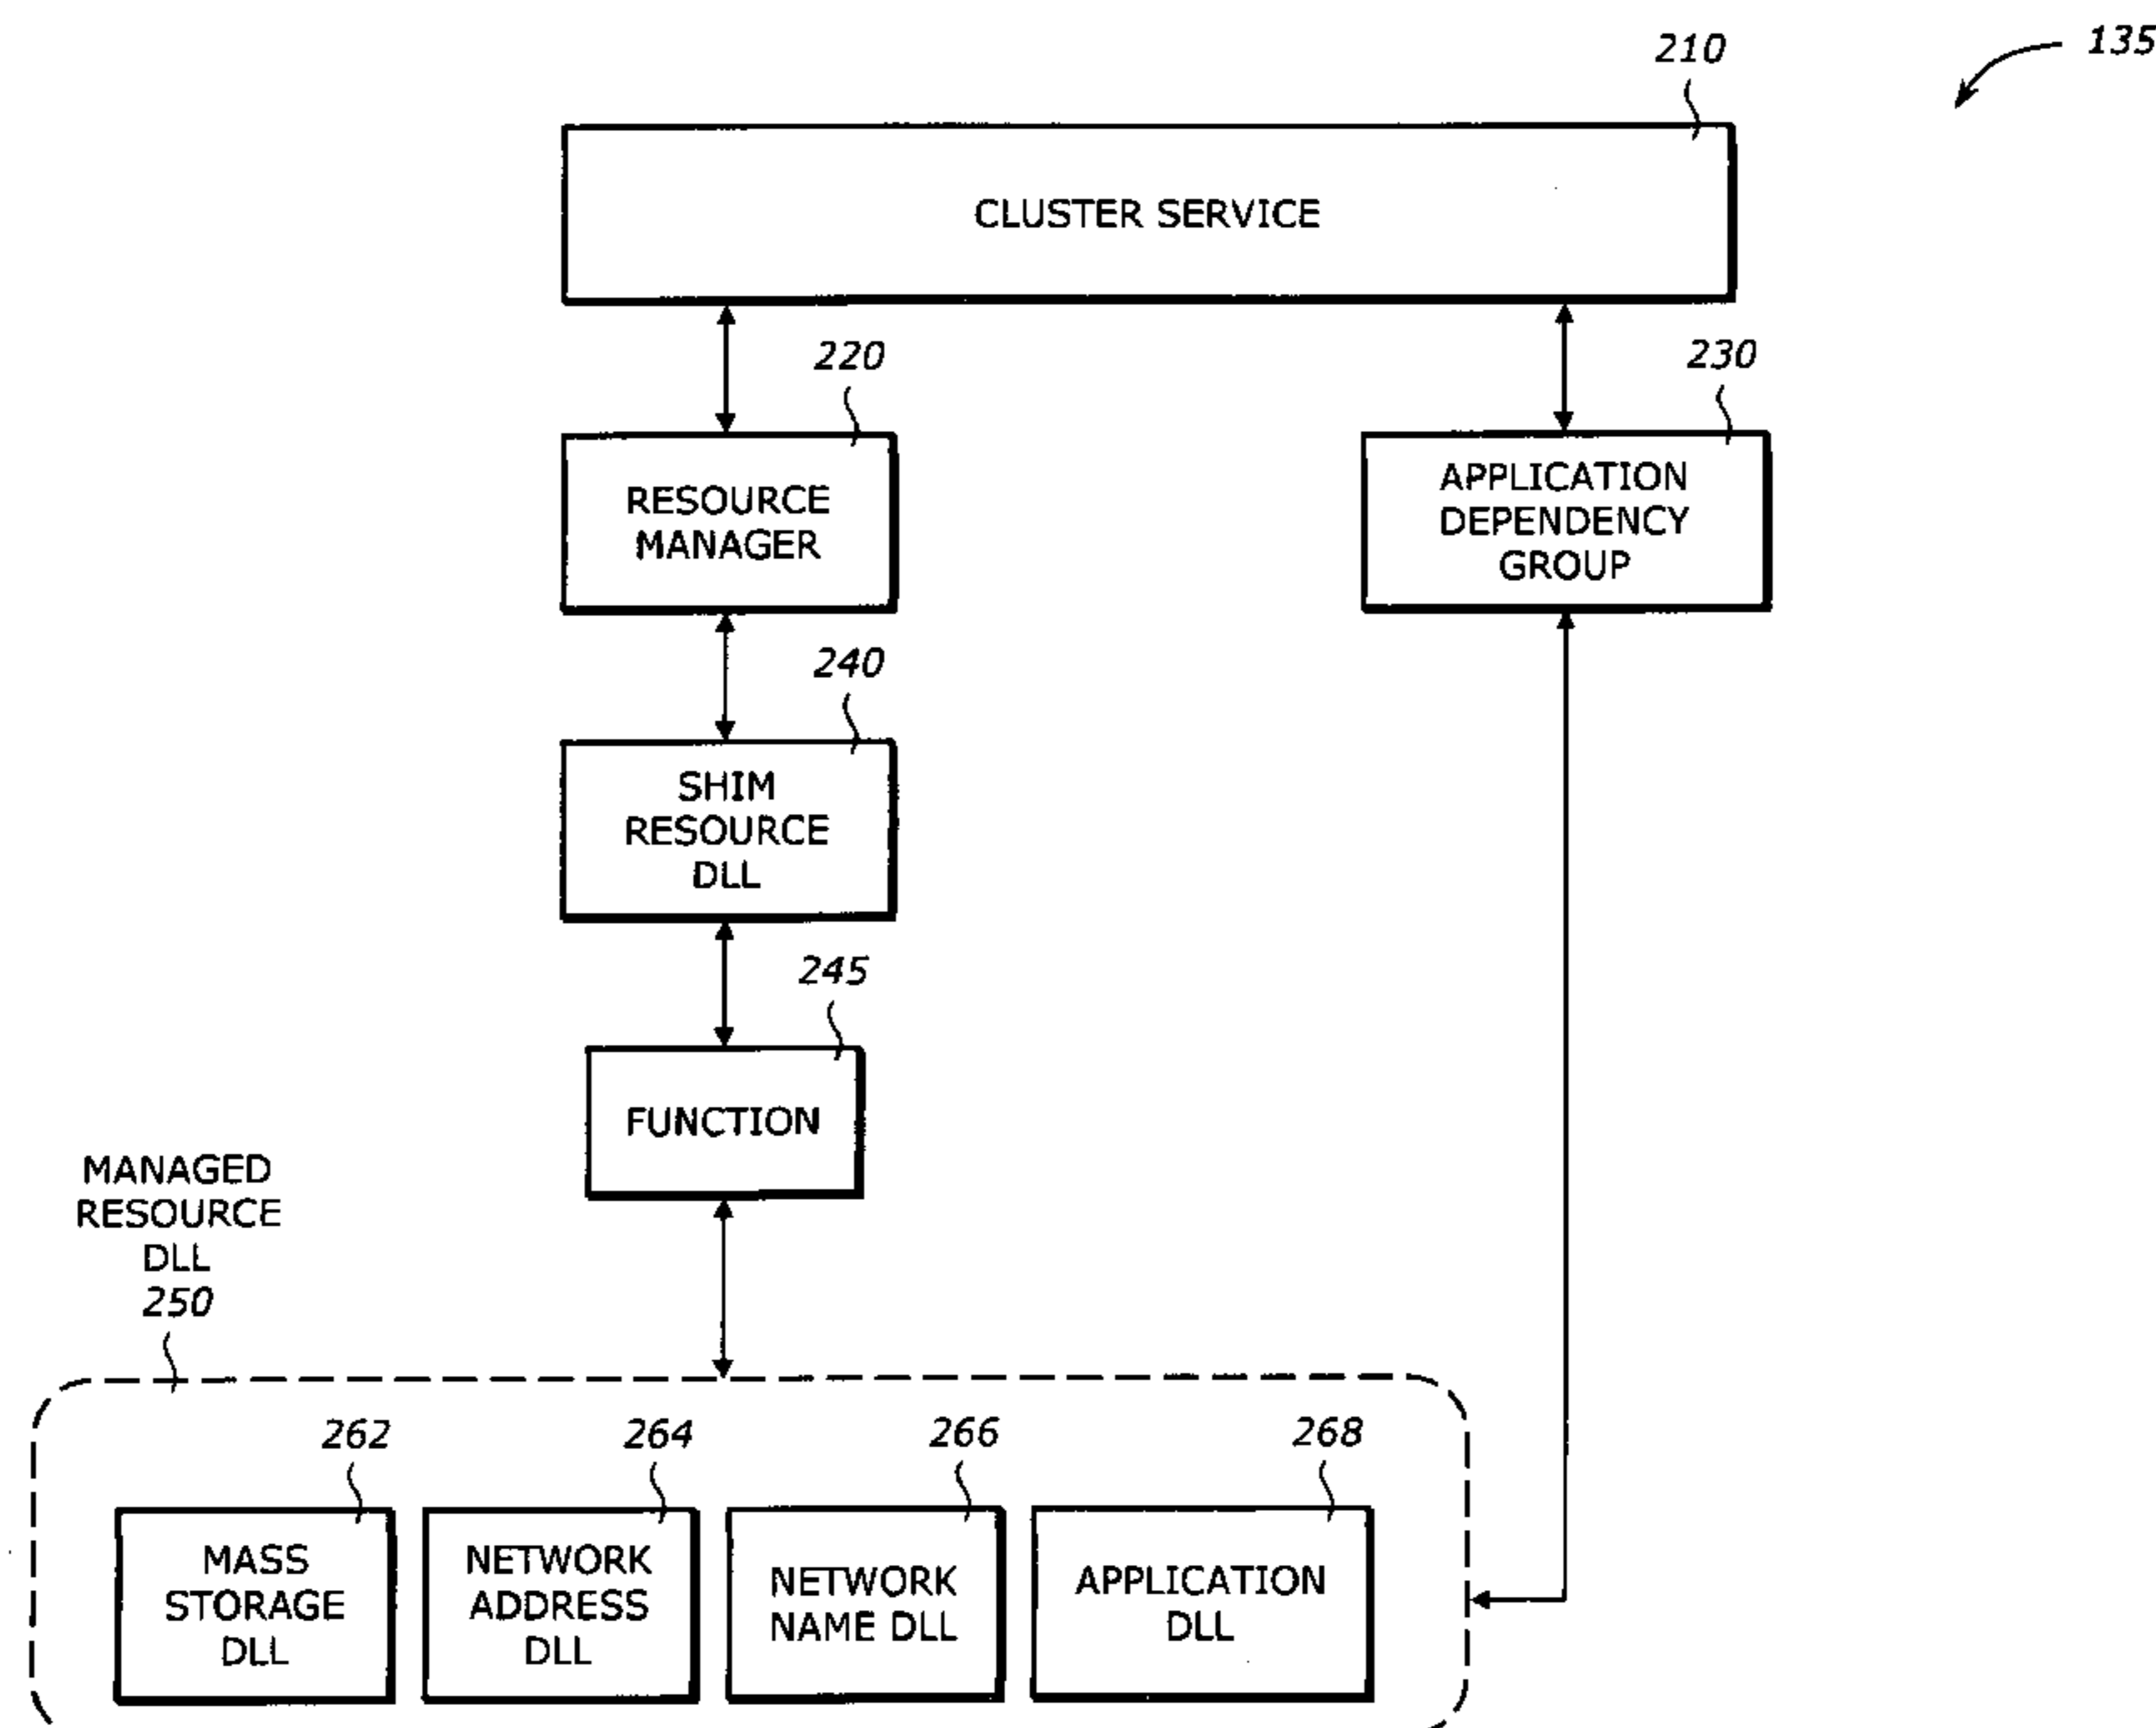 135
210
CLUSTER SERVICE
220
230
RESOURCE
MANAGER
APPLICATION
DEPENDENCY
GROUP
240
SHIM
RESOURCE
DLL
245
FUNCTION
MANAGED
RESOURCE
DLL
250
262
264
266
268
MASS
STORAGE
DLL
NETWORK
ADDRESS
DLL
NETWORK
NAME DLL
APPLICATION
DLL